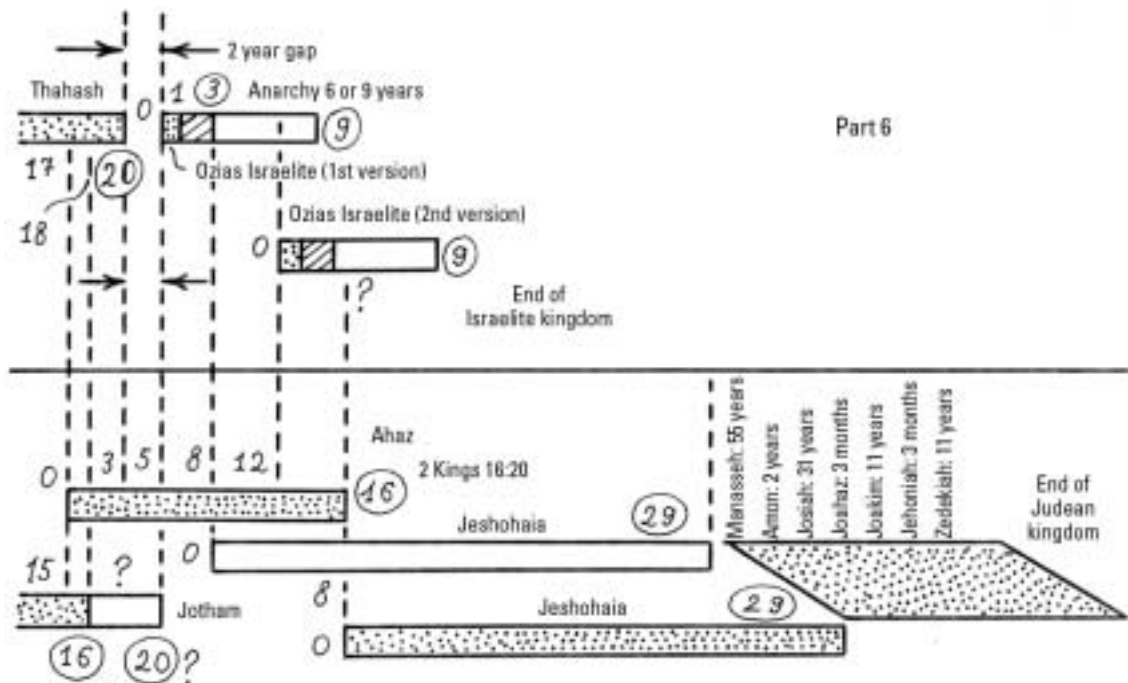 2 year gap
Thahash
0 1 3 Anarchy 6 or 9 years
9
Part 6
17
20
Ozias Israelite (1st version)
18
Ozias Israelite (2nd version)
0
9
?
End of
Israelite kingdom
Manasseh: 55 years
Amon: 2 years
Josiah: 31 years
Joahaz: 3 months
Joakim: 11 years
Jehoniah: 3 months
Zedekiah: 11 years
Ahaz
0 3 5 8 12
2 Kings 16:20
16
End of
Judean
kingdom
Jeshohaia
29
0
15
?
Jotham
8
Jeshohaia
29
0
16
20
?